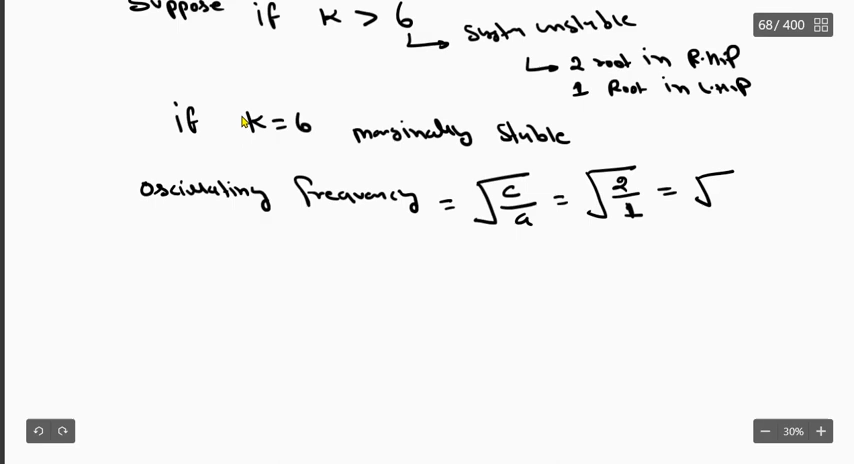 Suppose if K > 6
68 / 400
↳ System unstable
↳ 2 root in R.H.P
1 Root in L.H.P
if K = 6 marginally stable
Oscillating frequency = √(c/a) = √(2/1) = √
30%